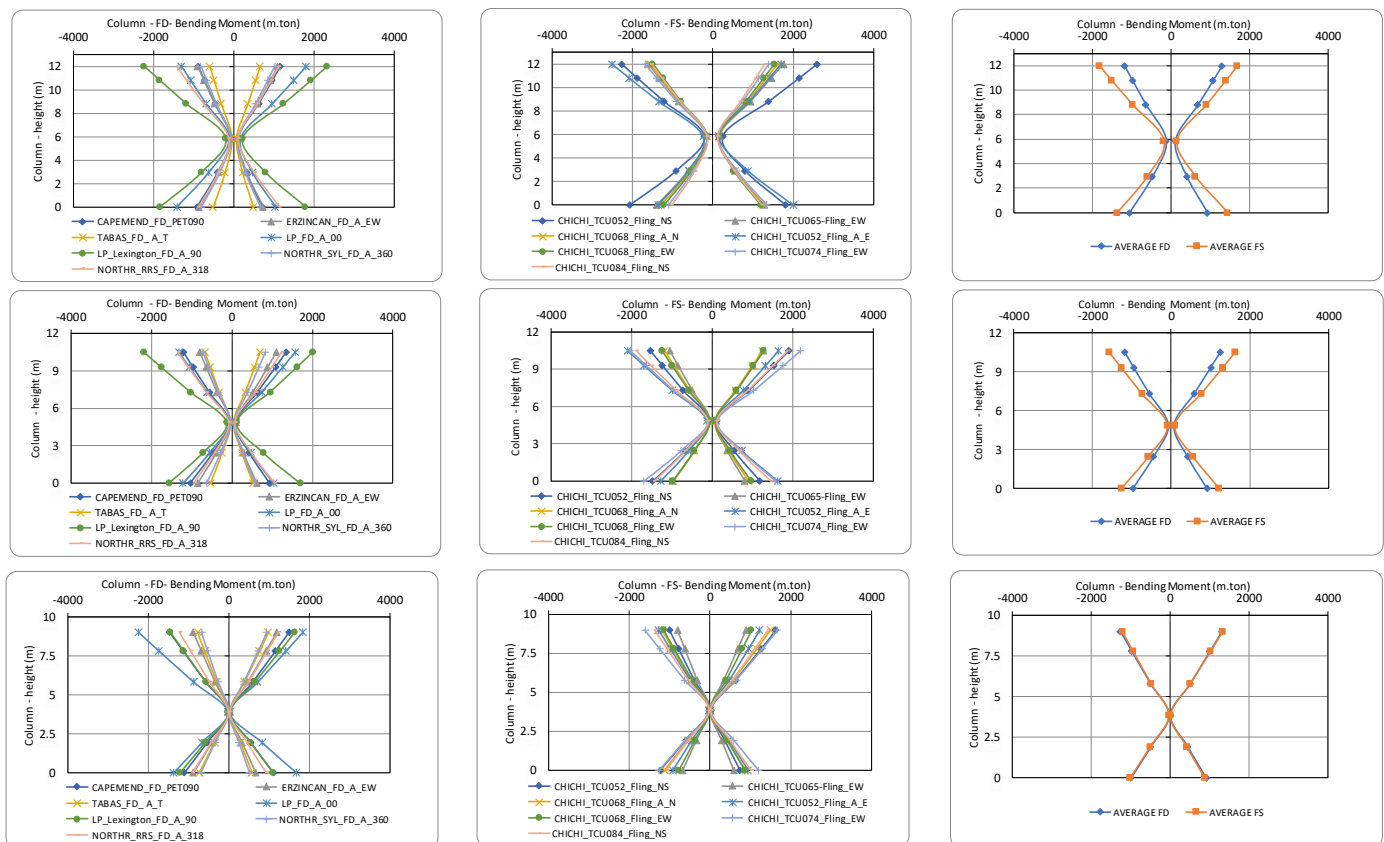 Column - FD- Bending Moment (m.ton)
-4000 -2000 0 2000 4000
Column - height (m)
12
10
8
6
4
2
0
CAPEMEND_FD_PET090
ERZINCAN_FD_A_EW
TABAS_FD_ A_T
LP_FD_A_00
LP_Lexington_FD_A_90
NORTHR_SYL_FD_A_360
NORTHR_RRS_FD_A_318
Column - FS- Bending Moment (m.ton)
-4000 -2000 0 2000 4000
Column - height (m)
12
10
8
6
4
2
0
CHICHI_TCU052_Fling_NS
CHICHI_TCU065-Fling_EW
CHICHI_TCU068_Fling_A_N
CHICHI_TCU052_Fling_A_E
CHICHI_TCU068_Fling_EW
CHICHI_TCU074_Fling_EW
CHICHI_TCU084_Fling_NS
Column - Bending Moment (m.ton)
-4000 -2000 0 2000 4000
Column - height (m)
12
10
8
6
4
2
0
AVERAGE FD
AVERAGE FS
Column - FD- Bending Moment (m.ton)
-4000 -2000 0 2000 4000
Column - height (m)
12
9
6
3
0
CAPEMEND_FD_PET090
ERZINCAN_FD_A_EW
TABAS_FD_ A_T
LP_FD_A_00
LP_Lexington_FD_A_90
NORTHR_SYL_FD_A_360
NORTHR_RRS_FD_A_318
Column - FS- Bending Moment (m.ton)
-4000 -2000 0 2000 4000
Column - height (m)
12
9
6
3
0
CHICHI_TCU052_Fling_NS
CHICHI_TCU065-Fling_EW
CHICHI_TCU068_Fling_A_N
CHICHI_TCU052_Fling_A_E
CHICHI_TCU068_Fling_EW
CHICHI_TCU074_Fling_EW
CHICHI_TCU084_Fling_NS
Column - Bending Moment (m.ton)
-4000 -2000 0 2000 4000
Column - height (m)
12
9
6
3
0
AVERAGE FD
AVERAGE FS
Column - FD- Bending Moment (m.ton)
-4000 -2000 0 2000 4000
Column - height (m)
10
7.5
5
2.5
0
CAPEMEND_FD_PET090
ERZINCAN_FD_A_EW
TABAS_FD_ A_T
LP_FD_A_00
LP_Lexington_FD_A_90
NORTHR_SYL_FD_A_360
NORTHR_RRS_FD_A_318
Column - FS- Bending Moment (m.ton)
-4000 -2000 0 2000 4000
Column - height (m)
10
7.5
5
2.5
0
CHICHI_TCU052_Fling_NS
CHICHI_TCU065-Fling_EW
CHICHI_TCU068_Fling_A_N
CHICHI_TCU052_Fling_A_E
CHICHI_TCU068_Fling_EW
CHICHI_TCU074_Fling_EW
CHICHI_TCU084_Fling_NS
Column - Bending Moment (m.ton)
-4000 -2000 0 2000 4000
Column - height (m)
10
7.5
5
2.5
0
AVERAGE FD
AVERAGE FS